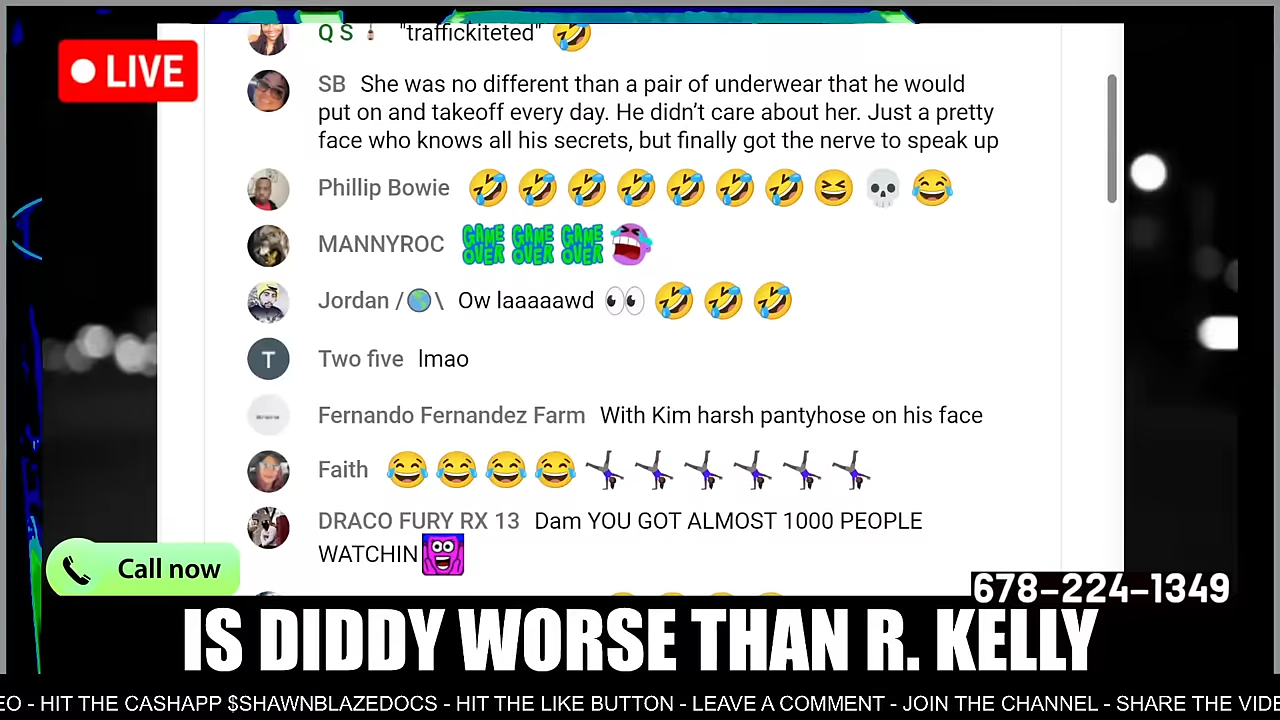 Q S "traffickiteted"
LIVE
SB She was no different than a pair of underwear that he would
put on and takeoff every day. He didn’t care about her. Just a pretty
face who knows all his secrets, but finally got the nerve to speak up
Phillip Bowie 🤣🤣🤣🤣🤣🤣🤣😆💀😂
MANNYROC GAME OVER GAME OVER GAME OVER
Jordan /🌎\ Ow laaaaawd 👀🤣🤣🤣
T Two five lmao
Fernando Fernandez Farm With Kim harsh pantyhose on his face
Faith 😂😂😂😂
DRACO FURY RX 13 Dam YOU GOT ALMOST 1000 PEOPLE
WATCHIN
Call now
678-224-1349
IS DIDDY WORSE THAN R. KELLY
EO - HIT THE CASHAPP $SHAWNBLAZEDOCS - HIT THE LIKE BUTTON - LEAVE A COMMENT - JOIN THE CHANNEL - SHARE THE VIDE